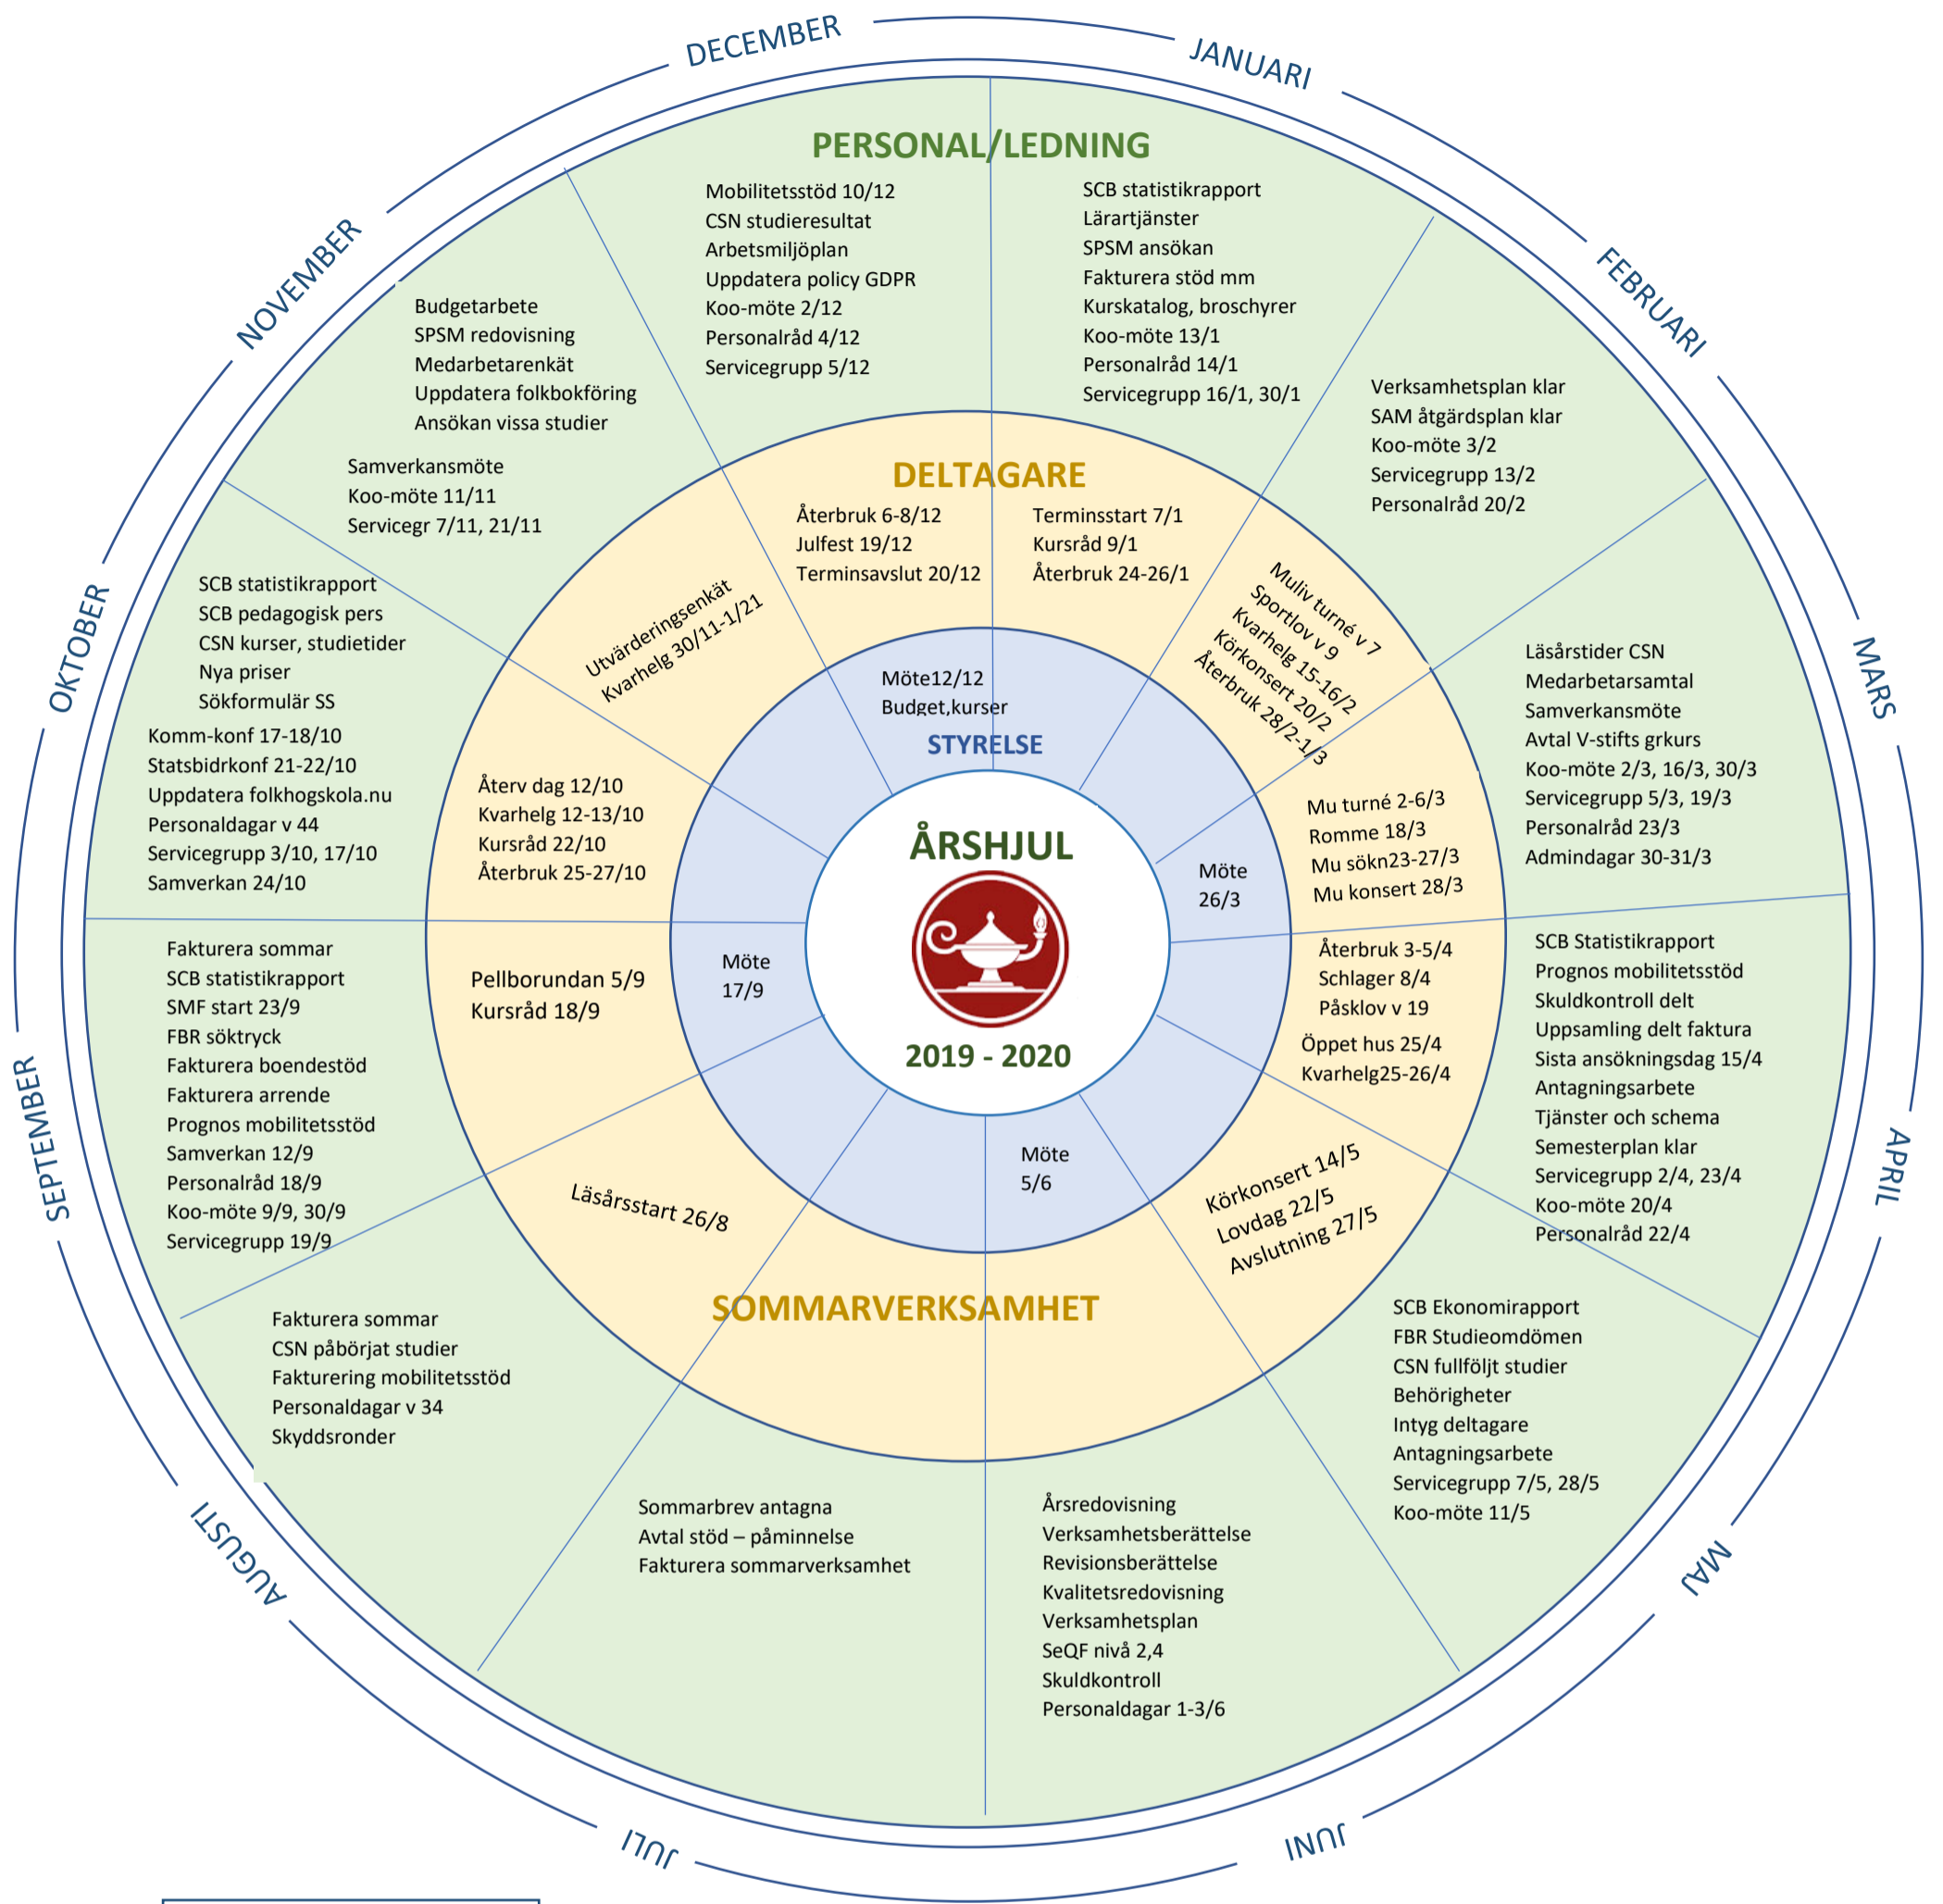 DECEMBER
JANUARI
FEBRUARI
MARS
APRIL
MAJ
JUNI
JULI
AUGUSTI
SEPTEMBER
OKTOBER
NOVEMBER
PERSONAL/LEDNING
Mobilitetsstöd 10/12
CSN studieresultat
Arbetsmiljöplan
Uppdatera policy GDPR
Koo-möte 2/12
Personalråd 4/12
Servicegrupp 5/12
SCB statistikrapport
Lärartjänster
SPSM ansökan
Fakturera stöd mm
Kurskatalog, broschyrer
Koo-möte 13/1
Personalråd 14/1
Servicegrupp 16/1, 30/1
Verksamhetsplan klar
SAM åtgärdsplan klar
Koo-möte 3/2
Servicegrupp 13/2
Personalråd 20/2
Läsårstider CSN
Medarbetarsamtal
Samverkansmöte
Avtal V-stifts grkurs
Koo-möte 2/3, 16/3, 30/3
Servicegrupp 5/3, 19/3
Personalråd 23/3
Admindagar 30-31/3
SCB Statistikrapport
Prognos mobilitetsstöd
Skuldkontroll delt
Uppsamling delt faktura
Sista ansökningsdag 15/4
Antagningsarbete
Tjänster och schema
Semesterplan klar
Servicegrupp 2/4, 23/4
Koo-möte 20/4
Personalråd 22/4
SCB Ekonomirapport
FBR Studieomdömen
CSN fullföljt studier
Behörigheter
Intyg deltagare
Antagningsarbete
Servicegrupp 7/5, 28/5
Koo-möte 11/5
Årsredovisning
Verksamhetsberättelse
Revisionsberättelse
Kvalitetsredovisning
Verksamhetsplan
SeQF nivå 2,4
Skuldkontroll
Personaldagar 1-3/6
Sommarbrev antagna
Avtal stöd – påminnelse
Fakturera sommarverksamhet
Fakturera sommar
CSN påbörjat studier
Fakturering mobilitetsstöd
Personaldagar v 34
Skyddsronder
Fakturera sommar
SCB statistikrapport
SMF start 23/9
FBR söktryck
Fakturera boendestöd
Fakturera arrende
Prognos mobilitetsstöd
Samverkan 12/9
Personalråd 18/9
Koo-möte 9/9, 30/9
Servicegrupp 19/9
SCB statistikrapport
SCB pedagogisk pers
CSN kurser, studietider
Nya priser
Sökformulär SS
Komm-konf 17-18/10
Statsbidrkonf 21-22/10
Uppdatera folkhogskola.nu
Personaldagar v 44
Servicegrupp 3/10, 17/10
Samverkan 24/10
Budgetarbete
SPSM redovisning
Medarbetarenkät
Uppdatera folkbokföring
Ansökan vissa studier
Samverkansmöte
Koo-möte 11/11
Servicegr 7/11, 21/11
DELTAGARE
Återbruk 6-8/12
Julfest 19/12
Terminsavslut 20/12
Terminsstart 7/1
Kursråd 9/1
Återbruk 24-26/1
Muliv turné v 7
Sportlov v 9
Kvarhelg 15-16/2
Körkonsert 20/2
Återbruk 28/2-1/3
Mu turné 2-6/3
Romme 18/3
Mu sökn23-27/3
Mu konsert 28/3
Återbruk 3-5/4
Schlager 8/4
Påsklov v 19
Öppet hus 25/4
Kvarhelg25-26/4
Körkonsert 14/5
Lovdag 22/5
Avslutning 27/5
SOMMARVERKSAMHET
Läsårsstart 26/8
Pellborundan 5/9
Kursråd 18/9
Återv dag 12/10
Kvarhelg 12-13/10
Kursråd 22/10
Återbruk 25-27/10
Utvärderingsenkät
Kvarhelg 30/11-1/21
Möte12/12
Budget,kurser
STYRELSE
Möte
26/3
Möte
5/6
Möte
17/9
ÅRSHJUL
2019 - 2020